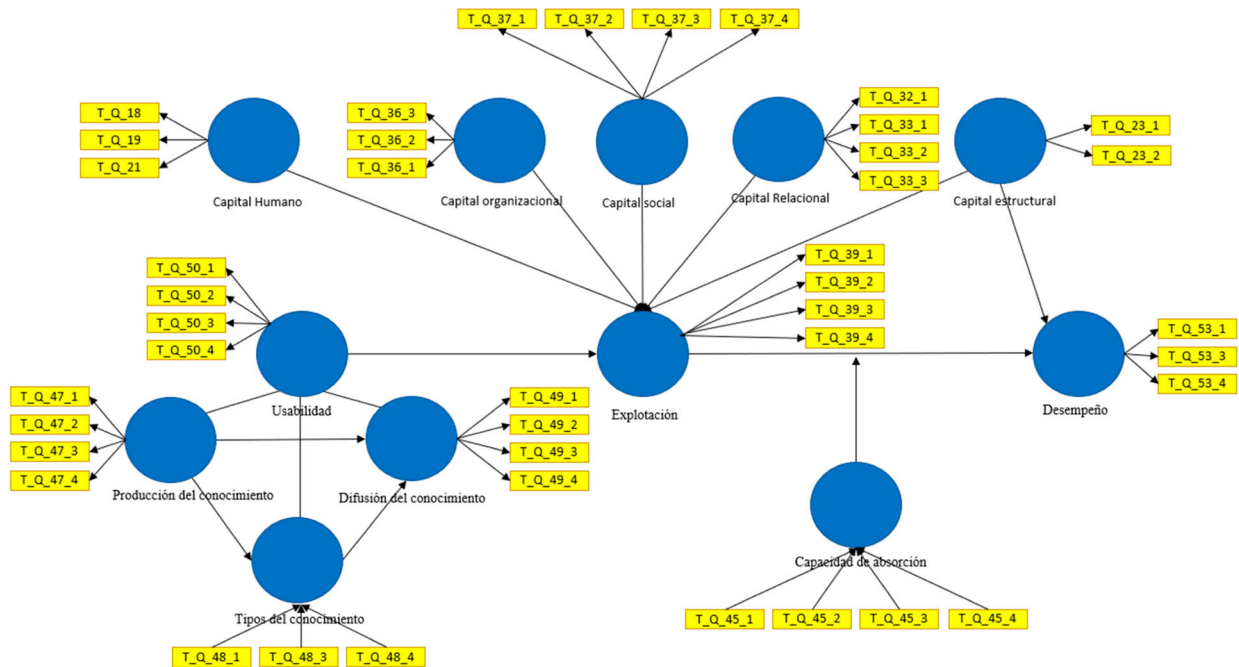 T_Q_37_1
T_Q_37_2
T_Q_37_3
T_Q_37_4
T_Q_18
T_Q_19
T_Q_21
Capital Humano
T_Q_36_3
T_Q_36_2
T_Q_36_1
Capital organizacional
Capital social
T_Q_32_1
T_Q_33_1
T_Q_33_2
T_Q_33_3
Capital Relacional
T_Q_23_1
T_Q_23_2
Capital estructural
T_Q_50_1
T_Q_50_2
T_Q_50_3
T_Q_50_4
Usabilidad
T_Q_39_1
T_Q_39_2
T_Q_39_3
T_Q_39_4
Explotación
T_Q_53_1
T_Q_53_3
T_Q_53_4
Desempeño
T_Q_47_1
T_Q_47_2
T_Q_47_3
T_Q_47_4
Producción del conocimiento
T_Q_49_1
T_Q_49_2
T_Q_49_3
T_Q_49_4
Difusión del conocimiento
Tipos del conocimiento
T_Q_48_1
T_Q_48_3
T_Q_48_4
Capacidad de absorción
T_Q_45_1
T_Q_45_2
T_Q_45_3
T_Q_45_4